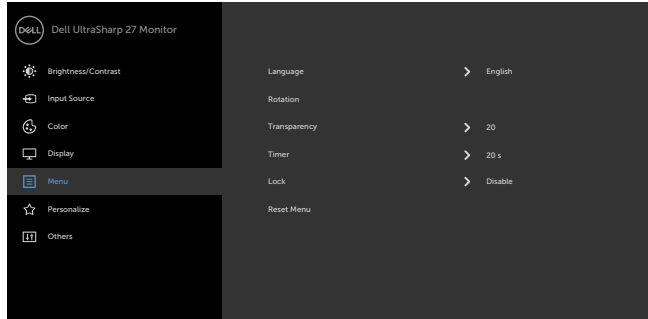 DELL Dell UltraSharp 27 Monitor
Brightness/Contrast
Input Source
Color
Display
Menu
Personalize
Others
Language English
Rotation
Transparency 20
Timer 20 s
Lock Disable
Reset Menu